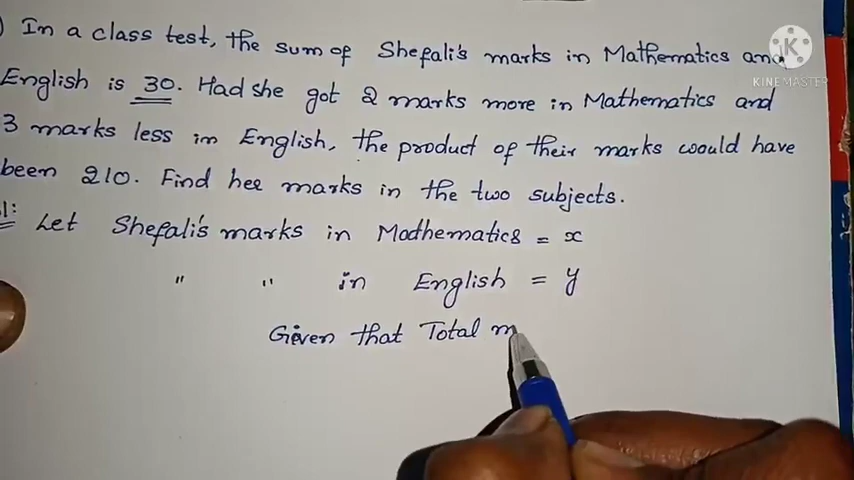 ) In a class test, the sum of Shefali's marks in Mathematics and
English is 30. Had she got 2 marks more in Mathematics and
3 marks less in English, the product of their marks would have
been 210. Find her marks in the two subjects.
l: Let Shefali's marks in Mathematics = x
" " in English = y
Given that Total m
K
KINEMASTER